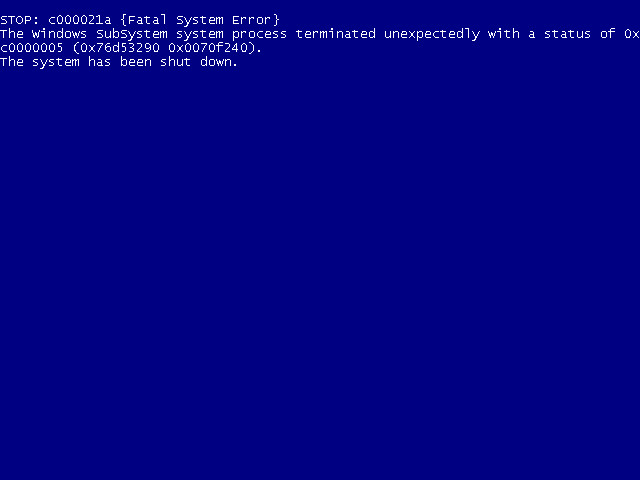 STOP: c000021a {Fatal System Error}
The Windows SubSystem system process terminated unexpectedly with a status of 0x
c0000005 (0x76d53290 0x0070f240).
The system has been shut down.